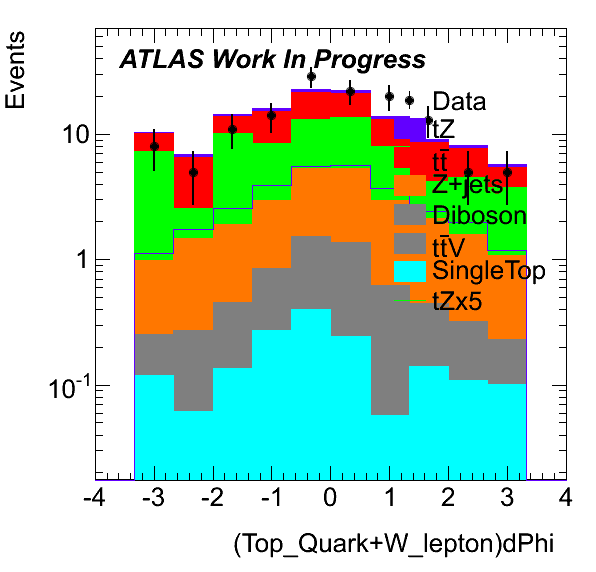 Events
ATLAS Work In Progress
Data
tZ
tt̄
Z+jets
Diboson
tt̄V
SingleTop
tZx5
10
1
10⁻¹
-4 -3 -2 -1 0 1 2 3 4
(Top_Quark+W_lepton)dPhi